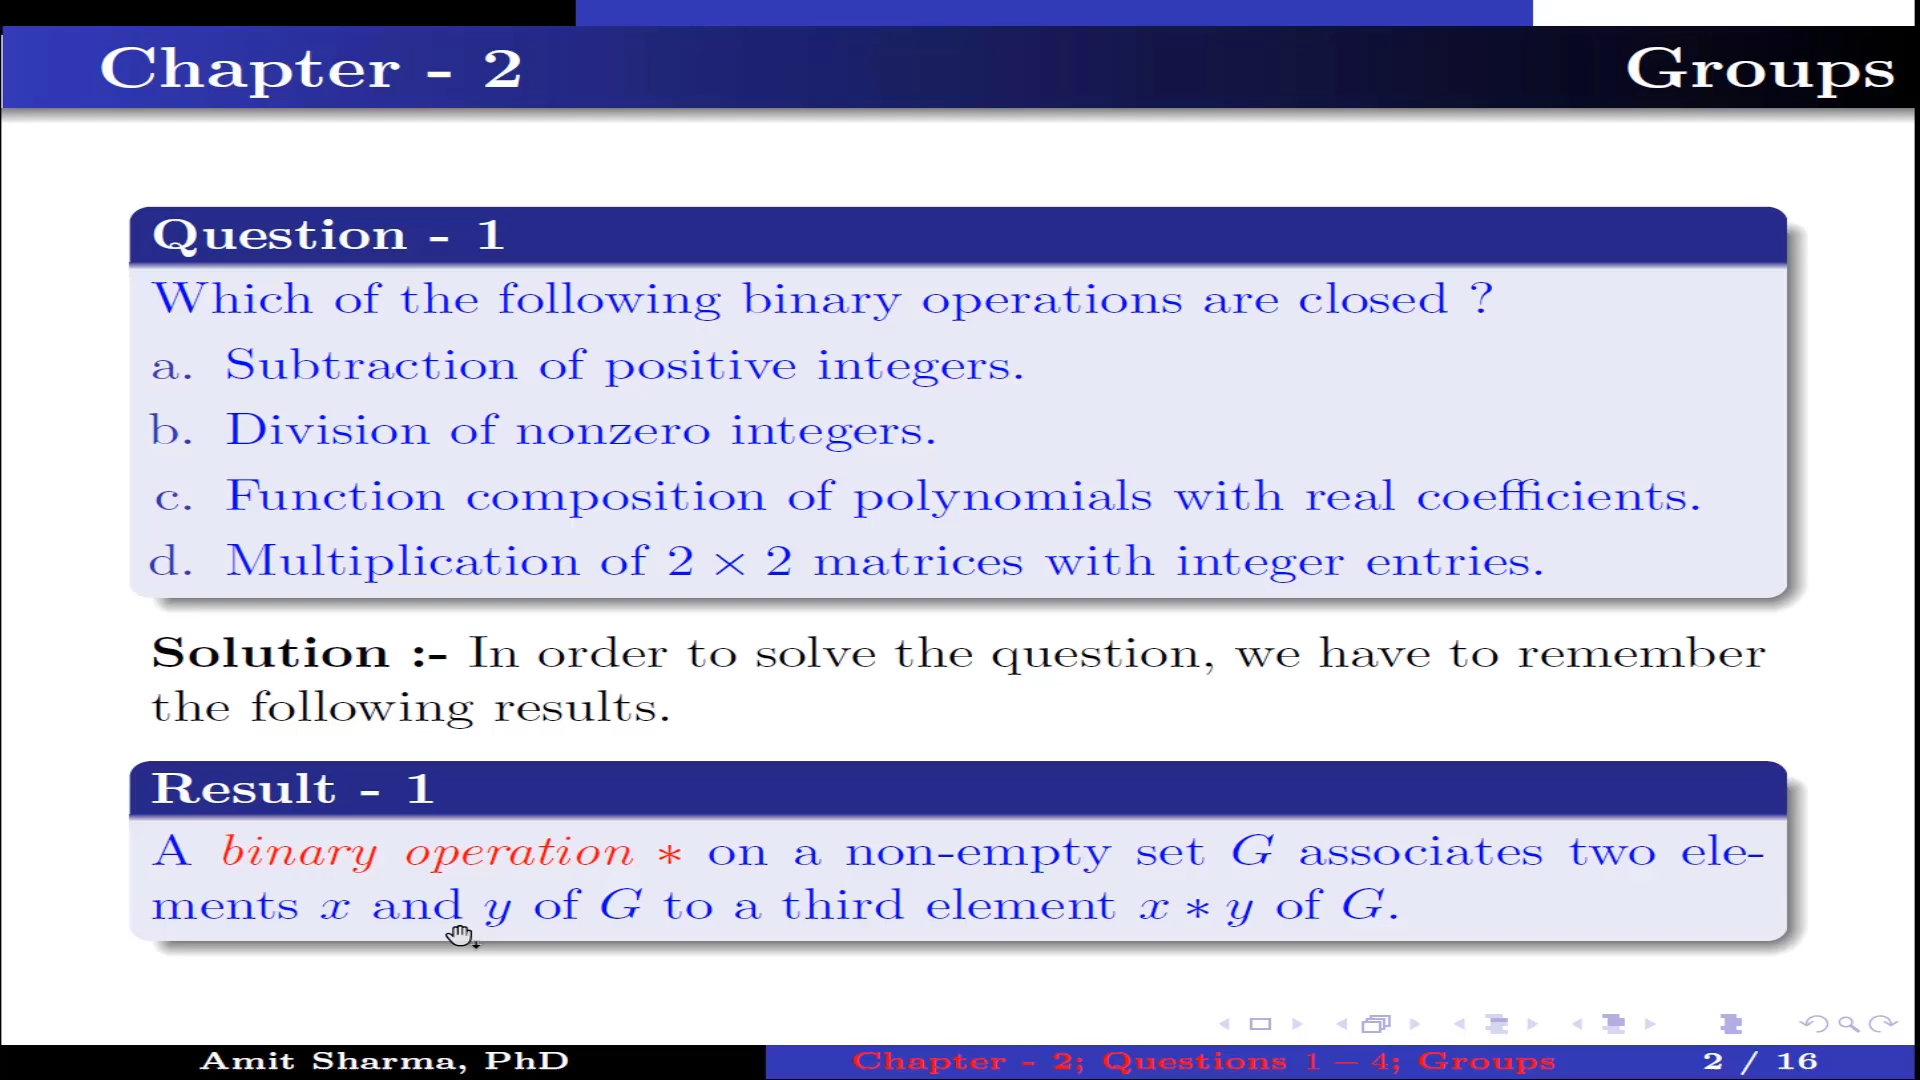 Chapter - 2 Groups
Question - 1
Which of the following binary operations are closed ?
a. Subtraction of positive integers.
b. Division of nonzero integers.
c. Function composition of polynomials with real coefficients.
d. Multiplication of 2 × 2 matrices with integer entries.
Solution :- In order to solve the question, we have to remember
the following results.
Result - 1
A binary operation ∗ on a non-empty set G associates two ele-
ments x and y of G to a third element x ∗ y of G.
Amit Sharma, PhD Chapter - 2; Questions 1 – 4; Groups 2 / 16